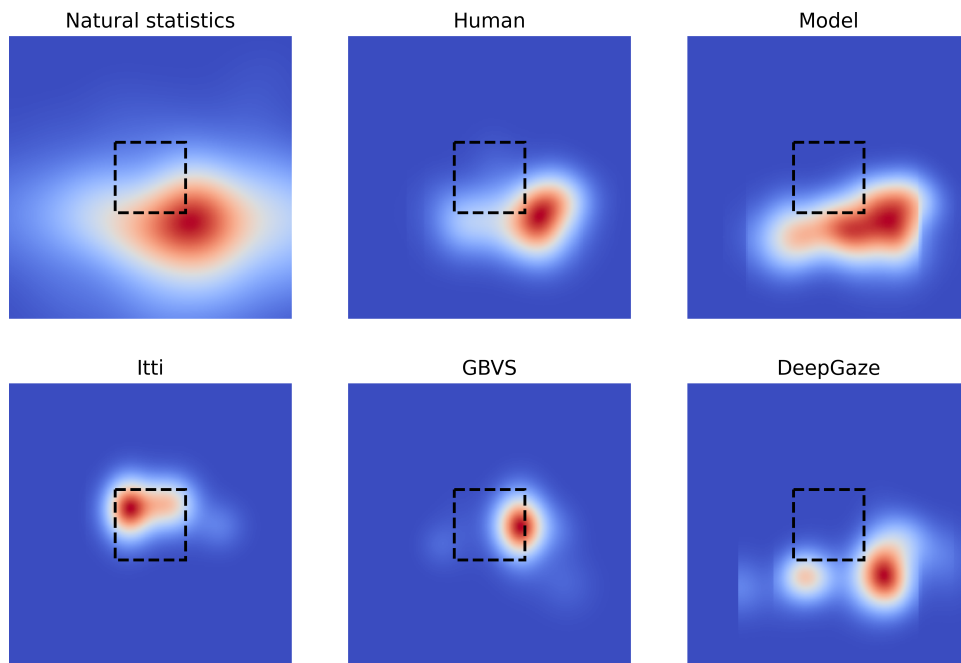 Natural statistics
Human
Model
Itti
GBVS
DeepGaze